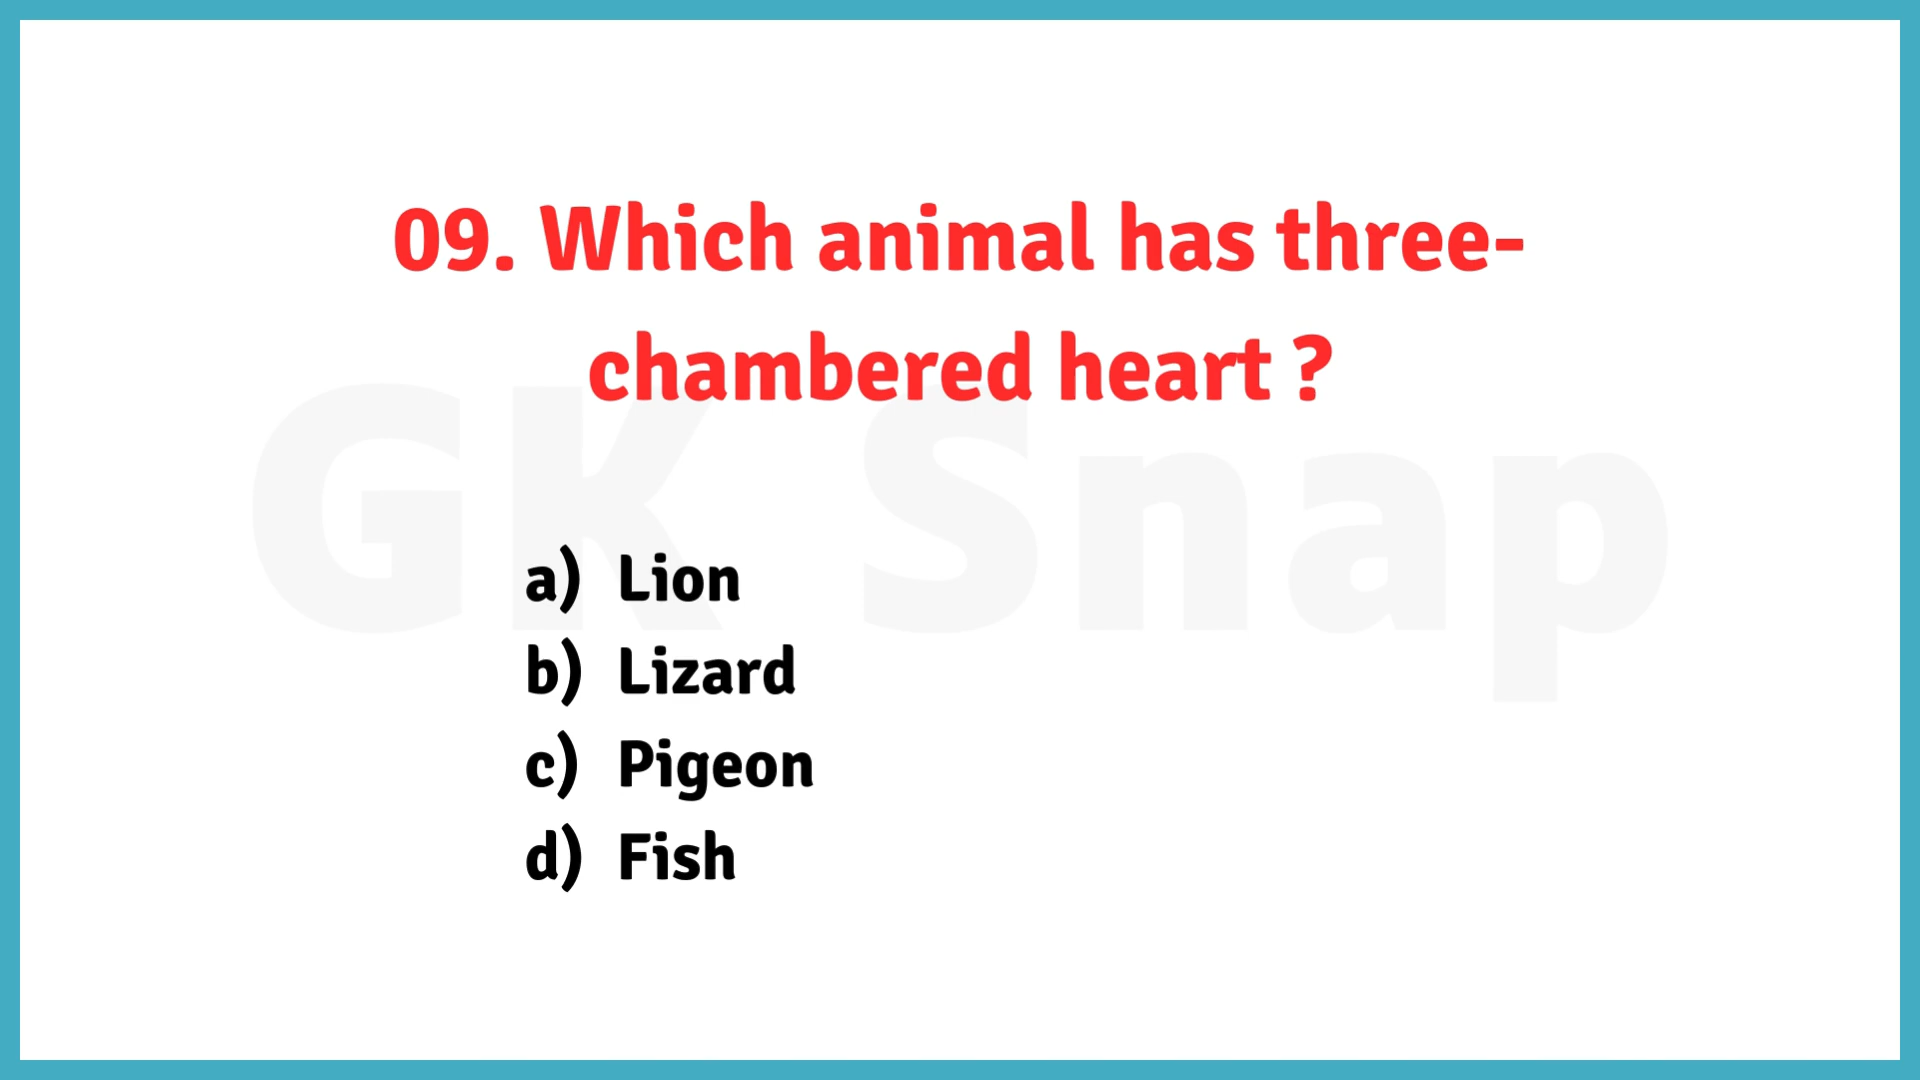 09. Which animal has three-
chambered heart ?
GK Snap
a) Lion
b) Lizard
c) Pigeon
d) Fish